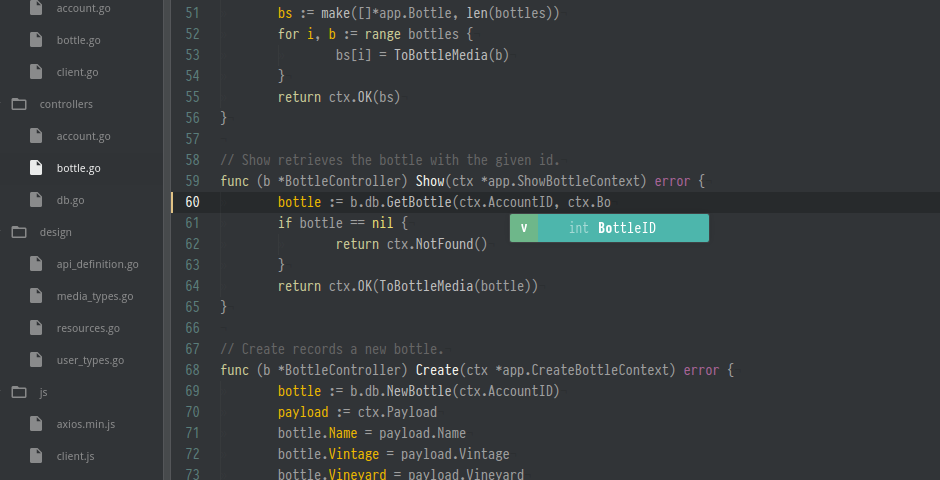 account.go
bottle.go
client.go
controllers
account.go
bottle.go
db.go
design
api_definition.go
media_types.go
resources.go
user_types.go
js
axios.min.js
client.js
51 bs := make([]*app.Bottle, len(bottles))
52 for i, b := range bottles {
53 bs[i] = ToBottleMedia(b)
54 }
55 return ctx.OK(bs)
56 }
57
58 // Show retrieves the bottle with the given id.
59 func (b *BottleController) Show(ctx *app.ShowBottleContext) error {
60 bottle := b.db.GetBottle(ctx.AccountID, ctx.Bo
v int BottleID
61 if bottle == nil {
62 return ctx.NotFound()
63 }
64 return ctx.OK(ToBottleMedia(bottle))
65 }
66
67 // Create records a new bottle.
68 func (b *BottleController) Create(ctx *app.CreateBottleContext) error {
69 bottle := b.db.NewBottle(ctx.AccountID)
70 payload := ctx.Payload
71 bottle.Name = payload.Name
72 bottle.Vintage = payload.Vintage
73 bottle.Vineyard = payload.Vineyard